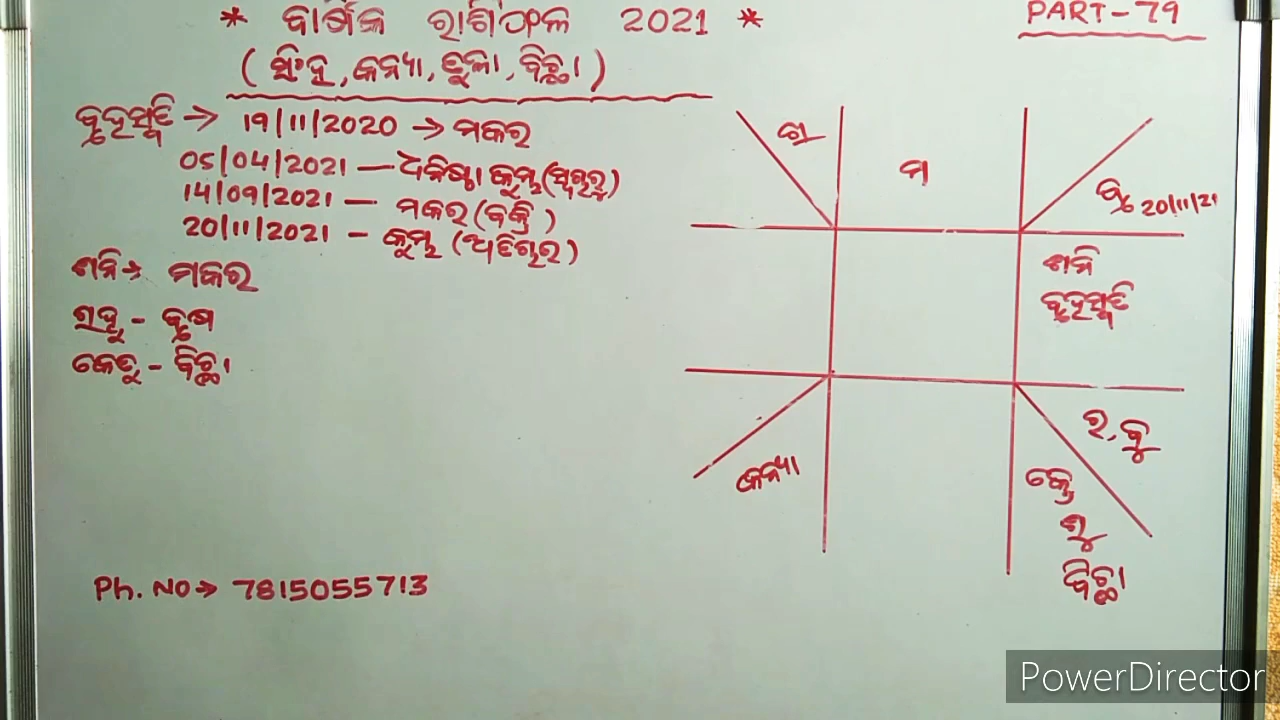 * ବାର୍ଷିକ ରାଶିଫଳ 2021 *
PART-79
(ସିଂହ, କନ୍ୟା, ତୁଳା, ବିଚ୍ଛା)
ବୃହସ୍ପତି → 19/11/2020 → ମକର
05/04/2021 — ଧନିଷ୍ଠା କୁମ୍ଭ
14/09/2021 — ମକର (ବକ୍ରି)
20/11/2021 - କୁମ୍ଭ (ଅତିଚାର)
ଶନି → ମକର
ରାହୁ - ବୃଷ
କେତୁ - ବିଚ୍ଛା
ରା
ମ
ବୃ 20/11/21
ଶନି
ବୃହସ୍ପତି
ର, ବୁ
କେ
ଶୁ
ବିଚ୍ଛା
କନ୍ୟା
Ph. No → 7815055713
PowerDirector